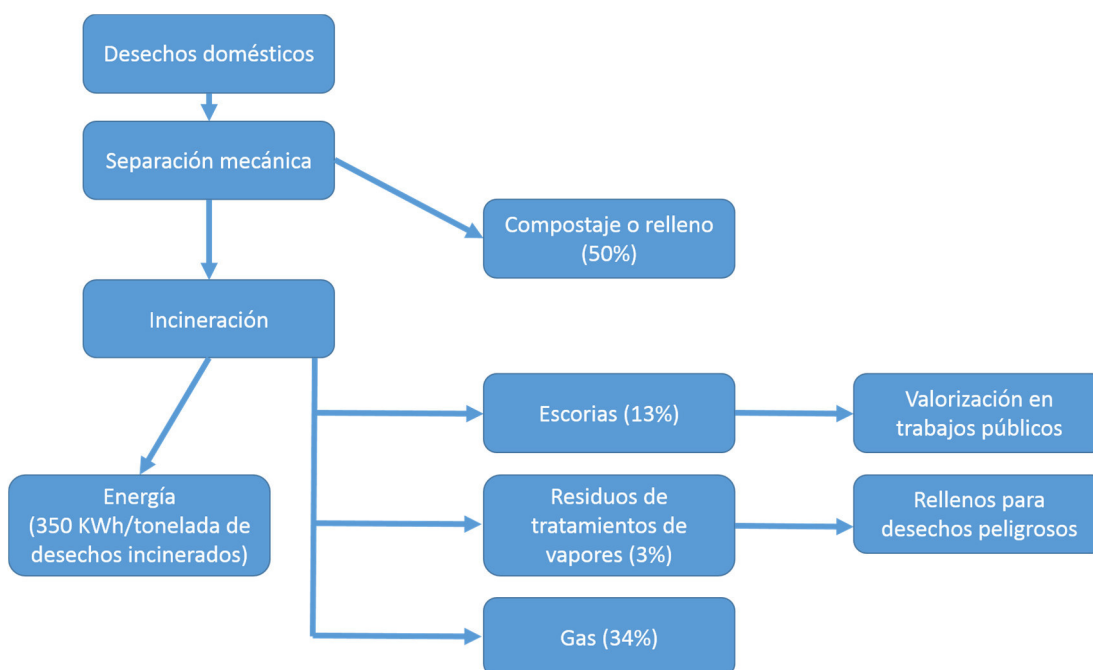 Desechos domésticos
Separación mecánica
Compostaje o relleno
(50%)
Incineración
Escorias (13%)
Valorización en
trabajos públicos
Energía
(350 KWh/tonelada de
desechos incinerados)
Residuos de
tratamientos de
vapores (3%)
Rellenos para
desechos peligrosos
Gas (34%)